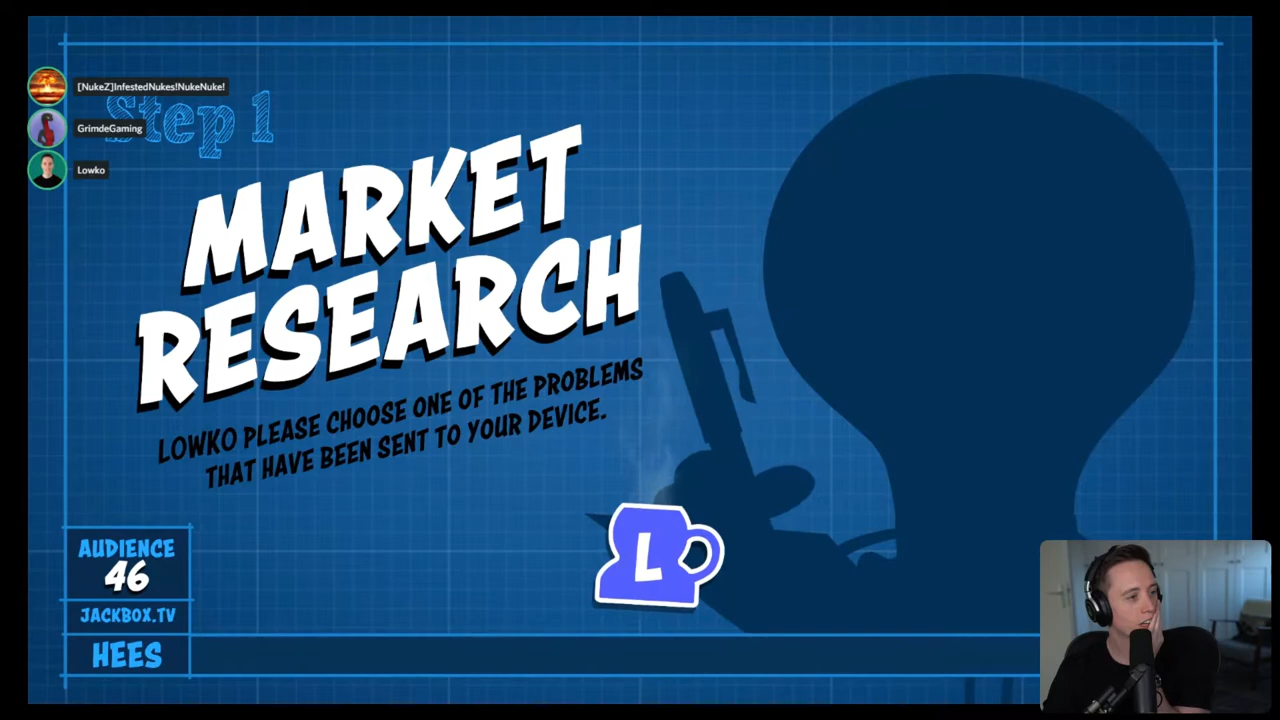 [NukeZ]InfestedNukes!NukeNuke!
Step 1
GrimdeGaming
Lowko
MARKET
RESEARCH
LOWKO PLEASE CHOOSE ONE OF THE PROBLEMS
THAT HAVE BEEN SENT TO YOUR DEVICE.
L
AUDIENCE
46
JACKBOX.TV
HEES